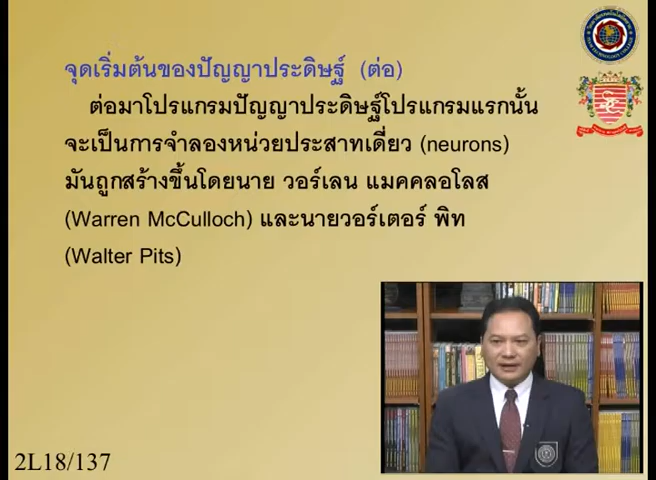 จุดเริ่มต้นของปัญญาประดิษฐ์ (ต่อ)
ต่อมาโปรแกรมปัญญาประดิษฐ์โปรแกรมแรกนั้น
จะเป็นการจำลองหน่วยประสาทเดี่ยว (neurons)
มันถูกสร้างขึ้นโดยนาย วอร์เลน แมคคลอโลส
(Warren McCulloch) และนายวอร์เตอร์ พิท
(Walter Pits)
2L18/137